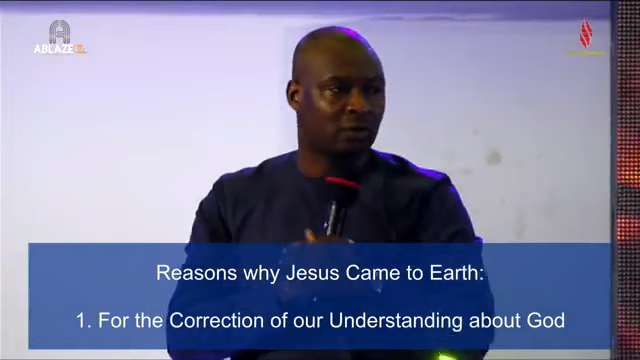 ABLAZE
Reasons why Jesus Came to Earth:
1. For the Correction of our Understanding about God